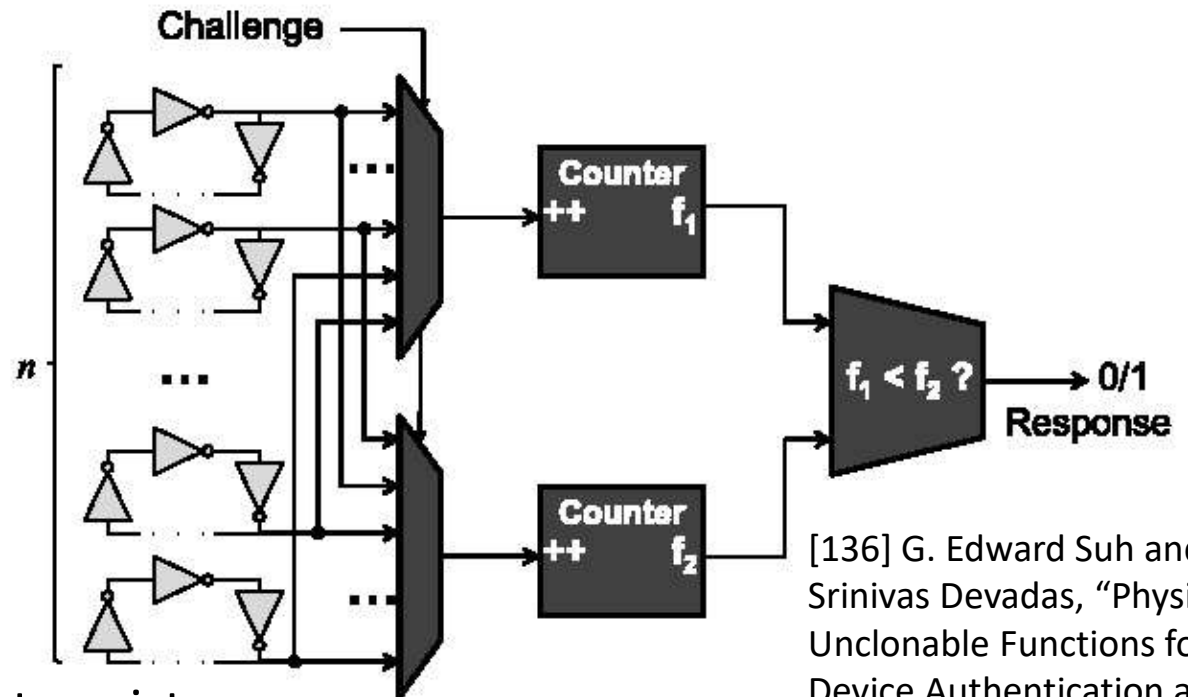 Challenge
...
Counter
++ f₁
n
...
f₁ < f₂ ?
0/1
Response
Counter
++ f₂
...
[136] G. Edward Suh and
Srinivas Devadas, “Physi
Unclonable Functions fo
Device Authentication a